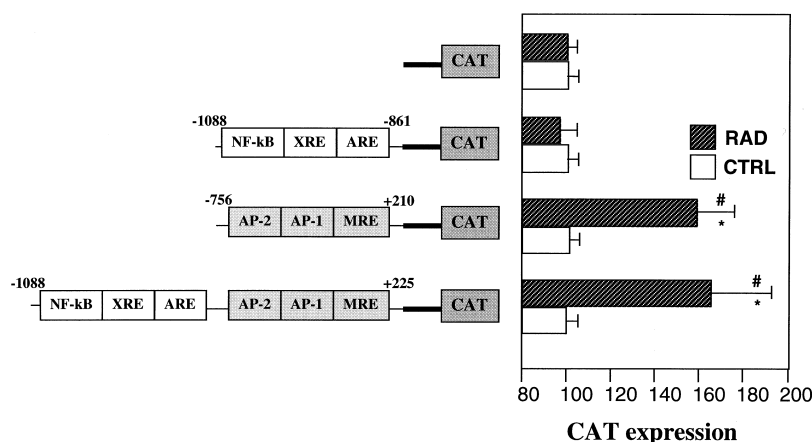 CAT
-1088 -861
NF-kB XRE ARE CAT
RAD
CTRL
-756 +210
AP-2 AP-1 MRE CAT
#
*
-1088 +225
NF-kB XRE ARE AP-2 AP-1 MRE CAT
#
*
80 100 120 140 160 180 200
CAT expression